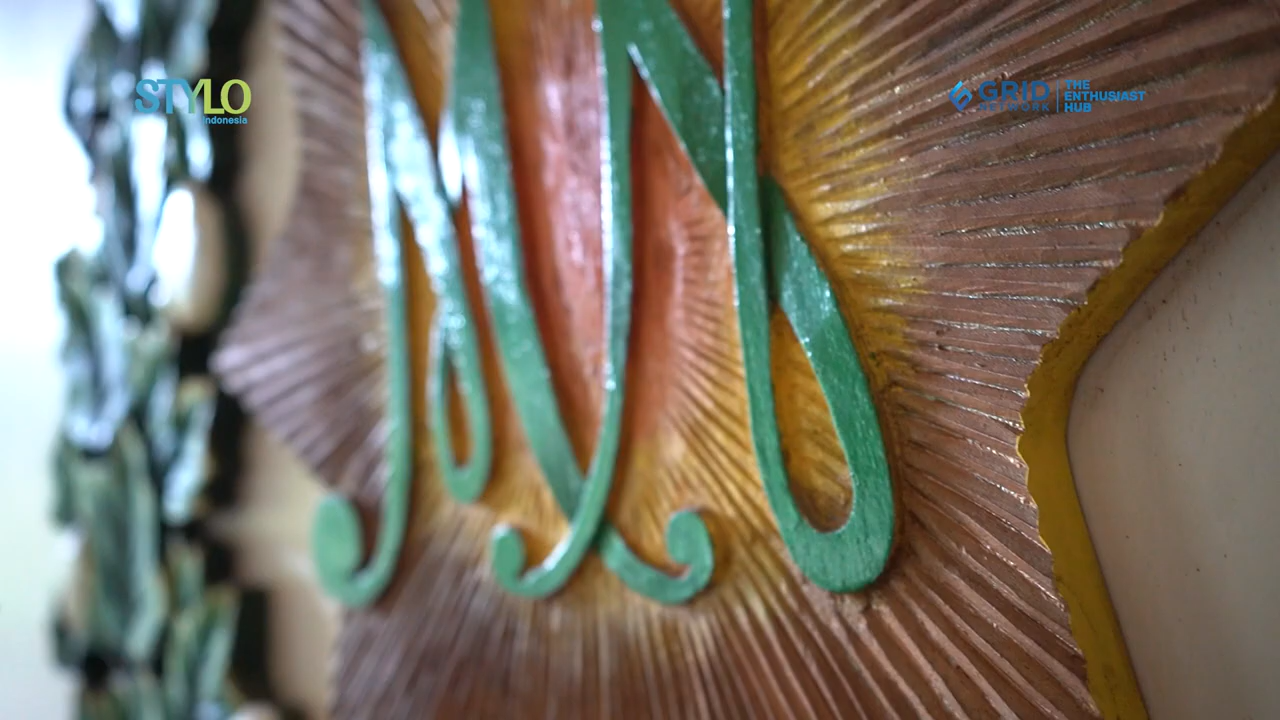 STYLO
Indonesia
GRID
NETWORK
THE
ENTHUSIAST
HUB